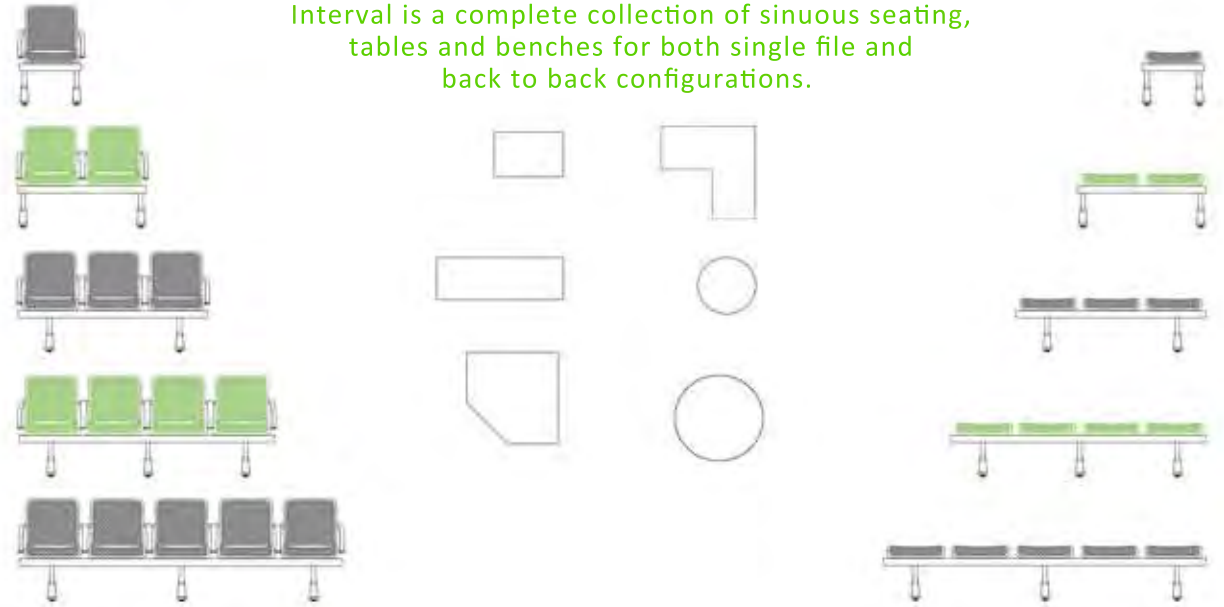 Interval is a complete collection of sinuous seating,
tables and benches for both single file and
back to back configurations.